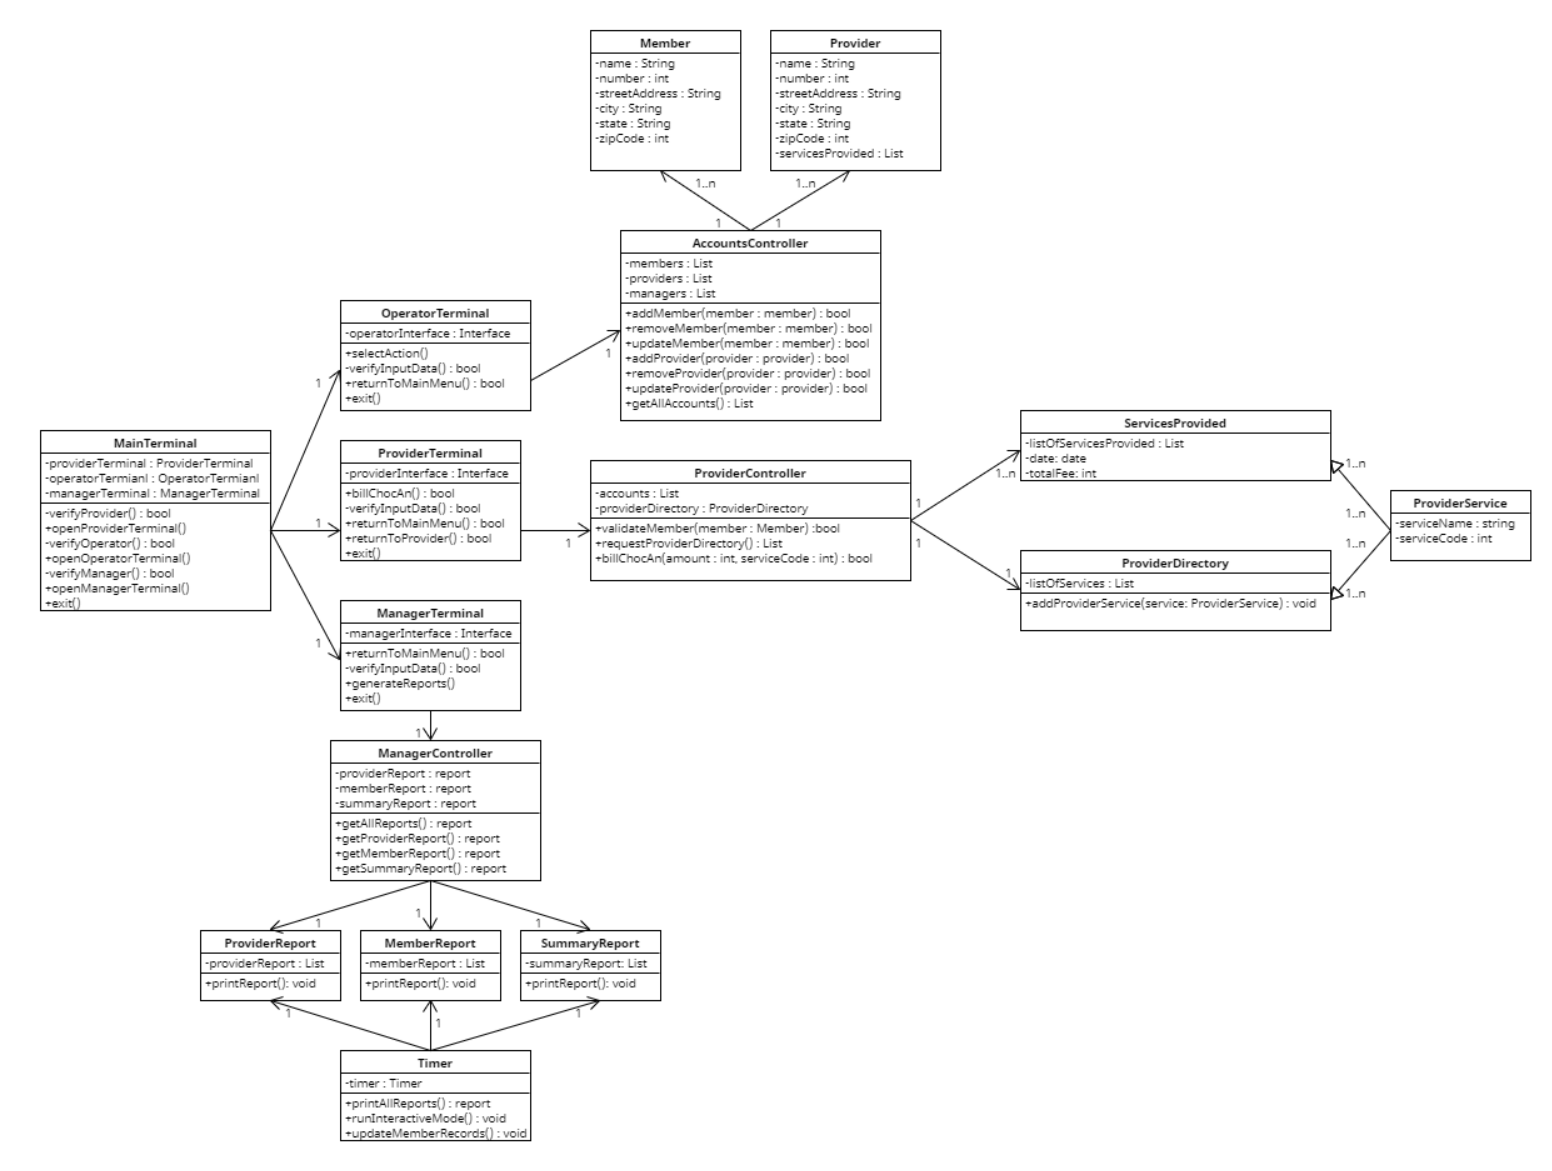 Member
-name : String
-number : int
-streetAddress : String
-city : String
-state : String
-zipCode : int
Provider
-name : String
-number : int
-streetAddress : String
-city : String
-state : String
-zipCode : int
-servicesProvided : List
1..n
1..n
1
1
AccountsController
-members : List
-providers : List
-managers : List
+addMember(member : member) : bool
+removeMember(member : member) : bool
+updateMember(member : member) : bool
+addProvider(provider : provider) : bool
+removeProvider(provider : provider) : bool
+updateProvider(provider : provider) : bool
+getAllAccounts() : List
OperatorTerminal
-operatorInterface : Interface
+selectAction()
-verifyInputData() : bool
+returnToMainMenu() : bool
+exit()
1
1
MainTerminal
-providerTerminal : ProviderTerminal
-operatorTermianl : OperatorTermianl
-managerTerminal : ManagerTerminal
-verifyProvider() : bool
+openProviderTerminal()
-verifyOperator() : bool
+openOperatorTerminal()
-verifyManager() : bool
+openManagerTerminal()
+exit()
1
1
ProviderTerminal
-providerInterface : Interface
+billChocAn() : bool
-verifyInputData() : bool
+returnToMainMenu() : bool
+returnToProvider() : bool
+exit()
1
ProviderController
-accounts : List
-providerDirectory : ProviderDirectory
+validateMember(member : Member) :bool
+requestProviderDirectory() : List
+billChocAn(amount : int, serviceCode : int) : bool
1
1
1..n
1
ServicesProvided
-listOfServicesProvided : List
-date: date
-totalFee: int
1..n
1..n
1..n
1..n
ProviderService
-serviceName : string
-serviceCode : int
ProviderDirectory
-listOfServices : List
+addProviderService(service: ProviderService) : void
ManagerTerminal
-managerInterface : Interface
+returnToMainMenu() : bool
-verifyInputData() : bool
+generateReports()
+exit()
1
ManagerController
-providerReport : report
-memberReport : report
-summaryReport : report
+getAllReports() : report
+getProviderReport() : report
+getMemberReport() : report
+getSummaryReport() : report
1
1
1
ProviderReport
-providerReport : List
+printReport(): void
MemberReport
-memberReport : List
+printReport(): void
SummaryReport
-summaryReport: List
+printReport(): void
1
1
1
Timer
-timer : Timer
+printAllReports() : report
+runInteractiveMode() : void
+updateMemberRecords() : void